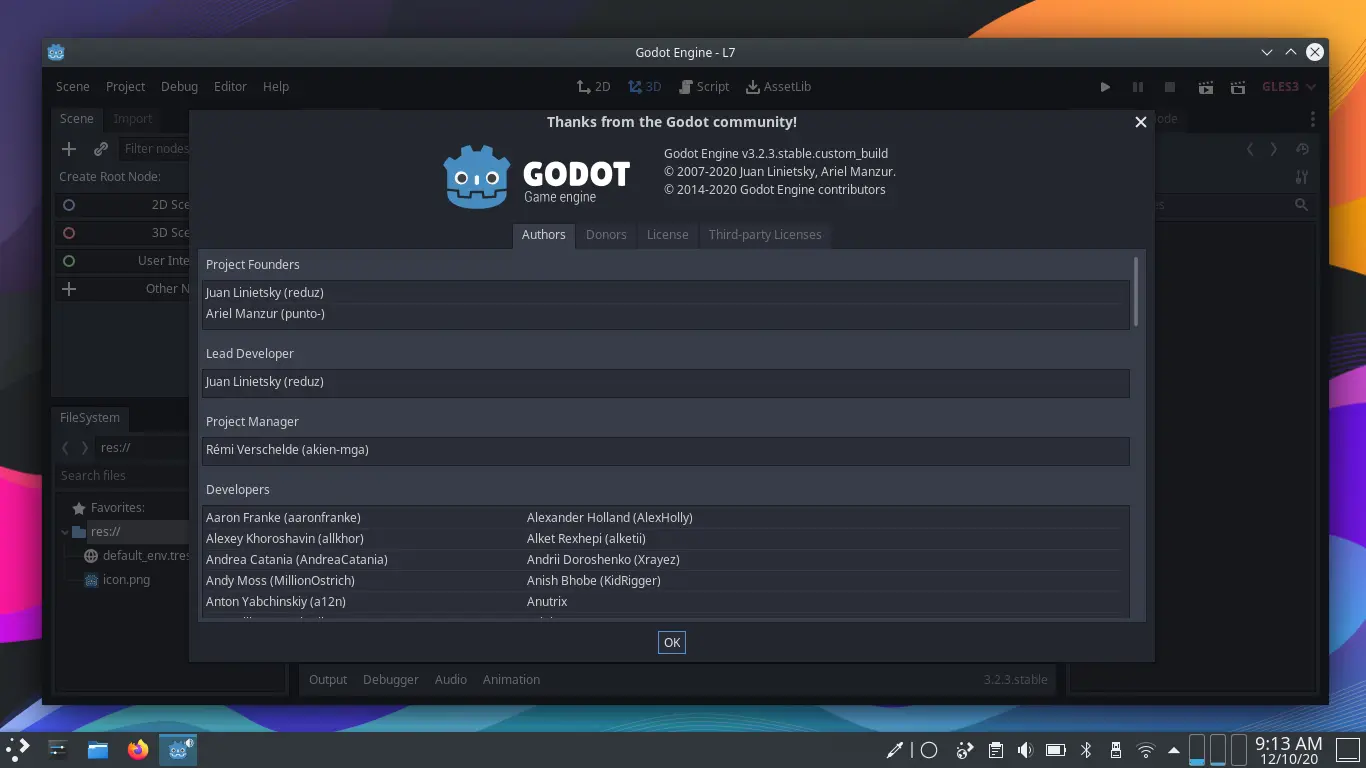 Godot Engine - L7
Scene Project Debug Editor Help
2D 3D Script AssetLib
GLES3
Scene Import
Filter nodes
Create Root Node:
2D Sce
3D Sce
User Inte
Other N
FileSystem
res://
Search files
Favorites:
res://
default_env.tres
icon.png
Thanks from the Godot community!
GODOT
Game engine
Godot Engine v3.2.3.stable.custom_build
© 2007-2020 Juan Linietsky, Ariel Manzur.
© 2014-2020 Godot Engine contributors
Authors Donors License Third-party Licenses
Project Founders
Juan Linietsky (reduz)
Ariel Manzur (punto-)
Lead Developer
Juan Linietsky (reduz)
Project Manager
Rémi Verschelde (akien-mga)
Developers
Aaron Franke (aaronfranke) Alexander Holland (AlexHolly)
Alexey Khoroshavin (allkhor) Alket Rexhepi (alketii)
Andrea Catania (AndreaCatania) Andrii Doroshenko (Xrayez)
Andy Moss (MillionOstrich) Anish Bhobe (KidRigger)
Anton Yabchinskiy (a12n) Anutrix
OK
Output Debugger Audio Animation
3.2.3.stable
9:13 AM
12/10/20